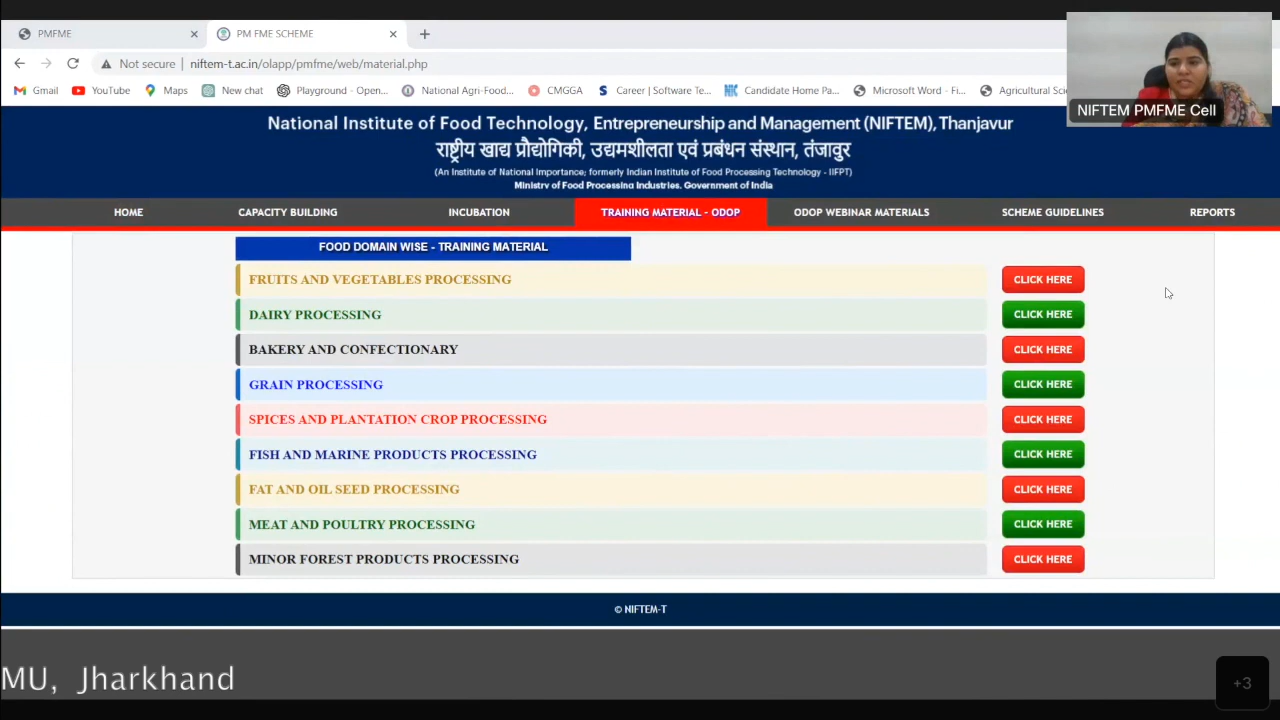 PMFME
PM FME SCHEME
Not secure | niftem-t.ac.in/olapp/pmfme/web/material.php
Gmail YouTube Maps New chat Playground - Open... National Agri-Food... CMGGA Career | Software Te... Candidate Home Pa... Microsoft Word - Fi... Agricultural Sci
NIFTEM PMFME Cell
National Institute of Food Technology, Entrepreneurship and Management (NIFTEM), Thanjavur
राष्ट्रीय खाद्य प्रौद्योगिकी, उद्यमशीलता एवं प्रबंधन संस्थान, तंजावुर
(An Institute of National Importance; formerly Indian Institute of Food Processing Technology - IIFPT)
Ministry of Food Processing Industries, Government of India
HOME CAPACITY BUILDING INCUBATION TRAINING MATERIAL - ODOP ODOP WEBINAR MATERIALS SCHEME GUIDELINES REPORTS
FOOD DOMAIN WISE - TRAINING MATERIAL
FRUITS AND VEGETABLES PROCESSING CLICK HERE
DAIRY PROCESSING CLICK HERE
BAKERY AND CONFECTIONARY CLICK HERE
GRAIN PROCESSING CLICK HERE
SPICES AND PLANTATION CROP PROCESSING CLICK HERE
FISH AND MARINE PRODUCTS PROCESSING CLICK HERE
FAT AND OIL SEED PROCESSING CLICK HERE
MEAT AND POULTRY PROCESSING CLICK HERE
MINOR FOREST PRODUCTS PROCESSING CLICK HERE
© NIFTEM-T
MU, Jharkhand
+3